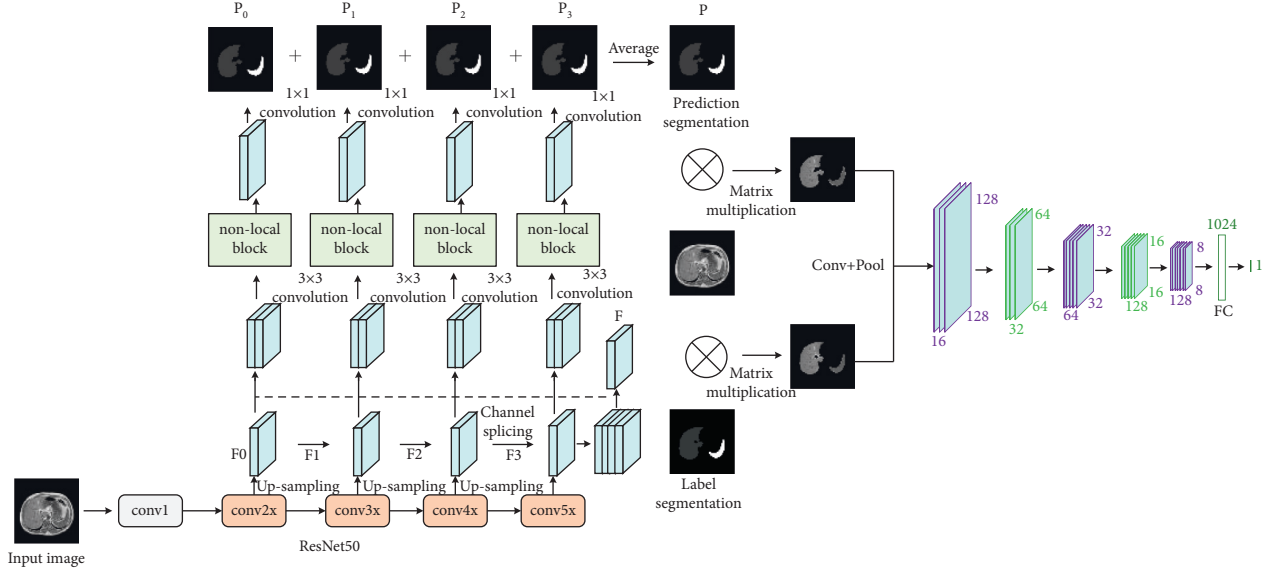 P0
P1
P2
P3
P
+
+
+
Average
1×1
convolution
1×1
convolution
1×1
convolution
1×1
convolution
Prediction
segmentation
non-local
block
non-local
block
non-local
block
non-local
block
Matrix
multiplication
3×3
convolution
3×3
convolution
3×3
convolution
3×3
convolution
F
Conv+Pool
128
128
16
64
64
32
32
32
64
16
16
128
8
8
128
1024
FC
1
Matrix
multiplication
F0
F1
F2
Channel
splicing
F3
Label
segmentation
Up-sampling
Up-sampling
Up-sampling
conv1
conv2x
conv3x
conv4x
conv5x
Input image
ResNet50